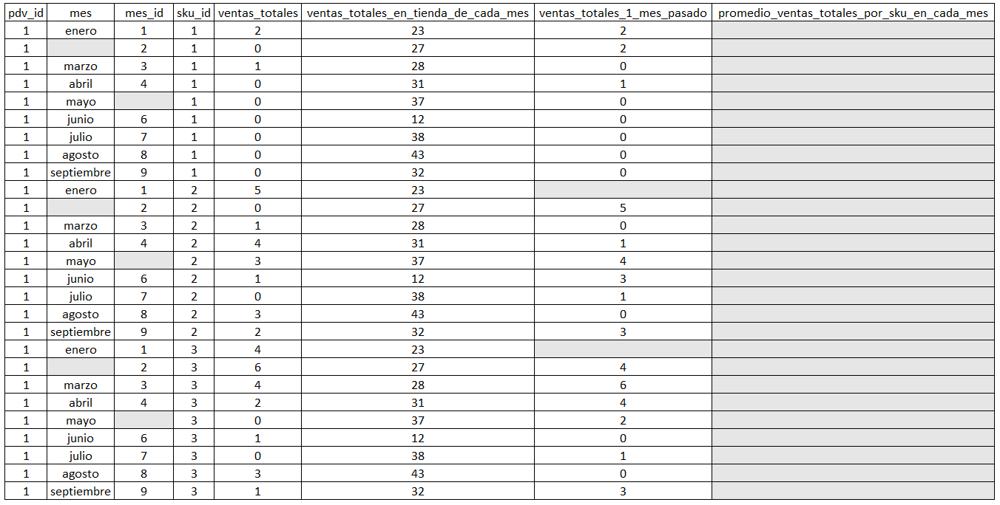 pdv_id mes mes_id sku_id ventas_totales ventas_totales_en_tienda_de_cada_mes ventas_totales_1_mes_pasado promedio_ventas_totales_por_sku_en_cada_mes
1 enero 1 1 2 23 2
1 2 1 0 27 2
1 marzo 3 1 1 28 0
1 abril 4 1 0 31 1
1 mayo 1 0 37 0
1 junio 6 1 0 12 0
1 julio 7 1 0 38 0
1 agosto 8 1 0 43 0
1 septiembre 9 1 0 32 0
1 enero 1 2 5 23
1 2 2 0 27 5
1 marzo 3 2 1 28 0
1 abril 4 2 4 31 1
1 mayo 2 3 37 4
1 junio 6 2 1 12 3
1 julio 7 2 0 38 1
1 agosto 8 2 3 43 0
1 septiembre 9 2 2 32 3
1 enero 1 3 4 23
1 2 3 6 27 4
1 marzo 3 3 4 28 6
1 abril 4 3 2 31 4
1 mayo 3 0 37 2
1 junio 6 3 1 12 0
1 julio 7 3 0 38 1
1 agosto 8 3 3 43 0
1 septiembre 9 3 1 32 3